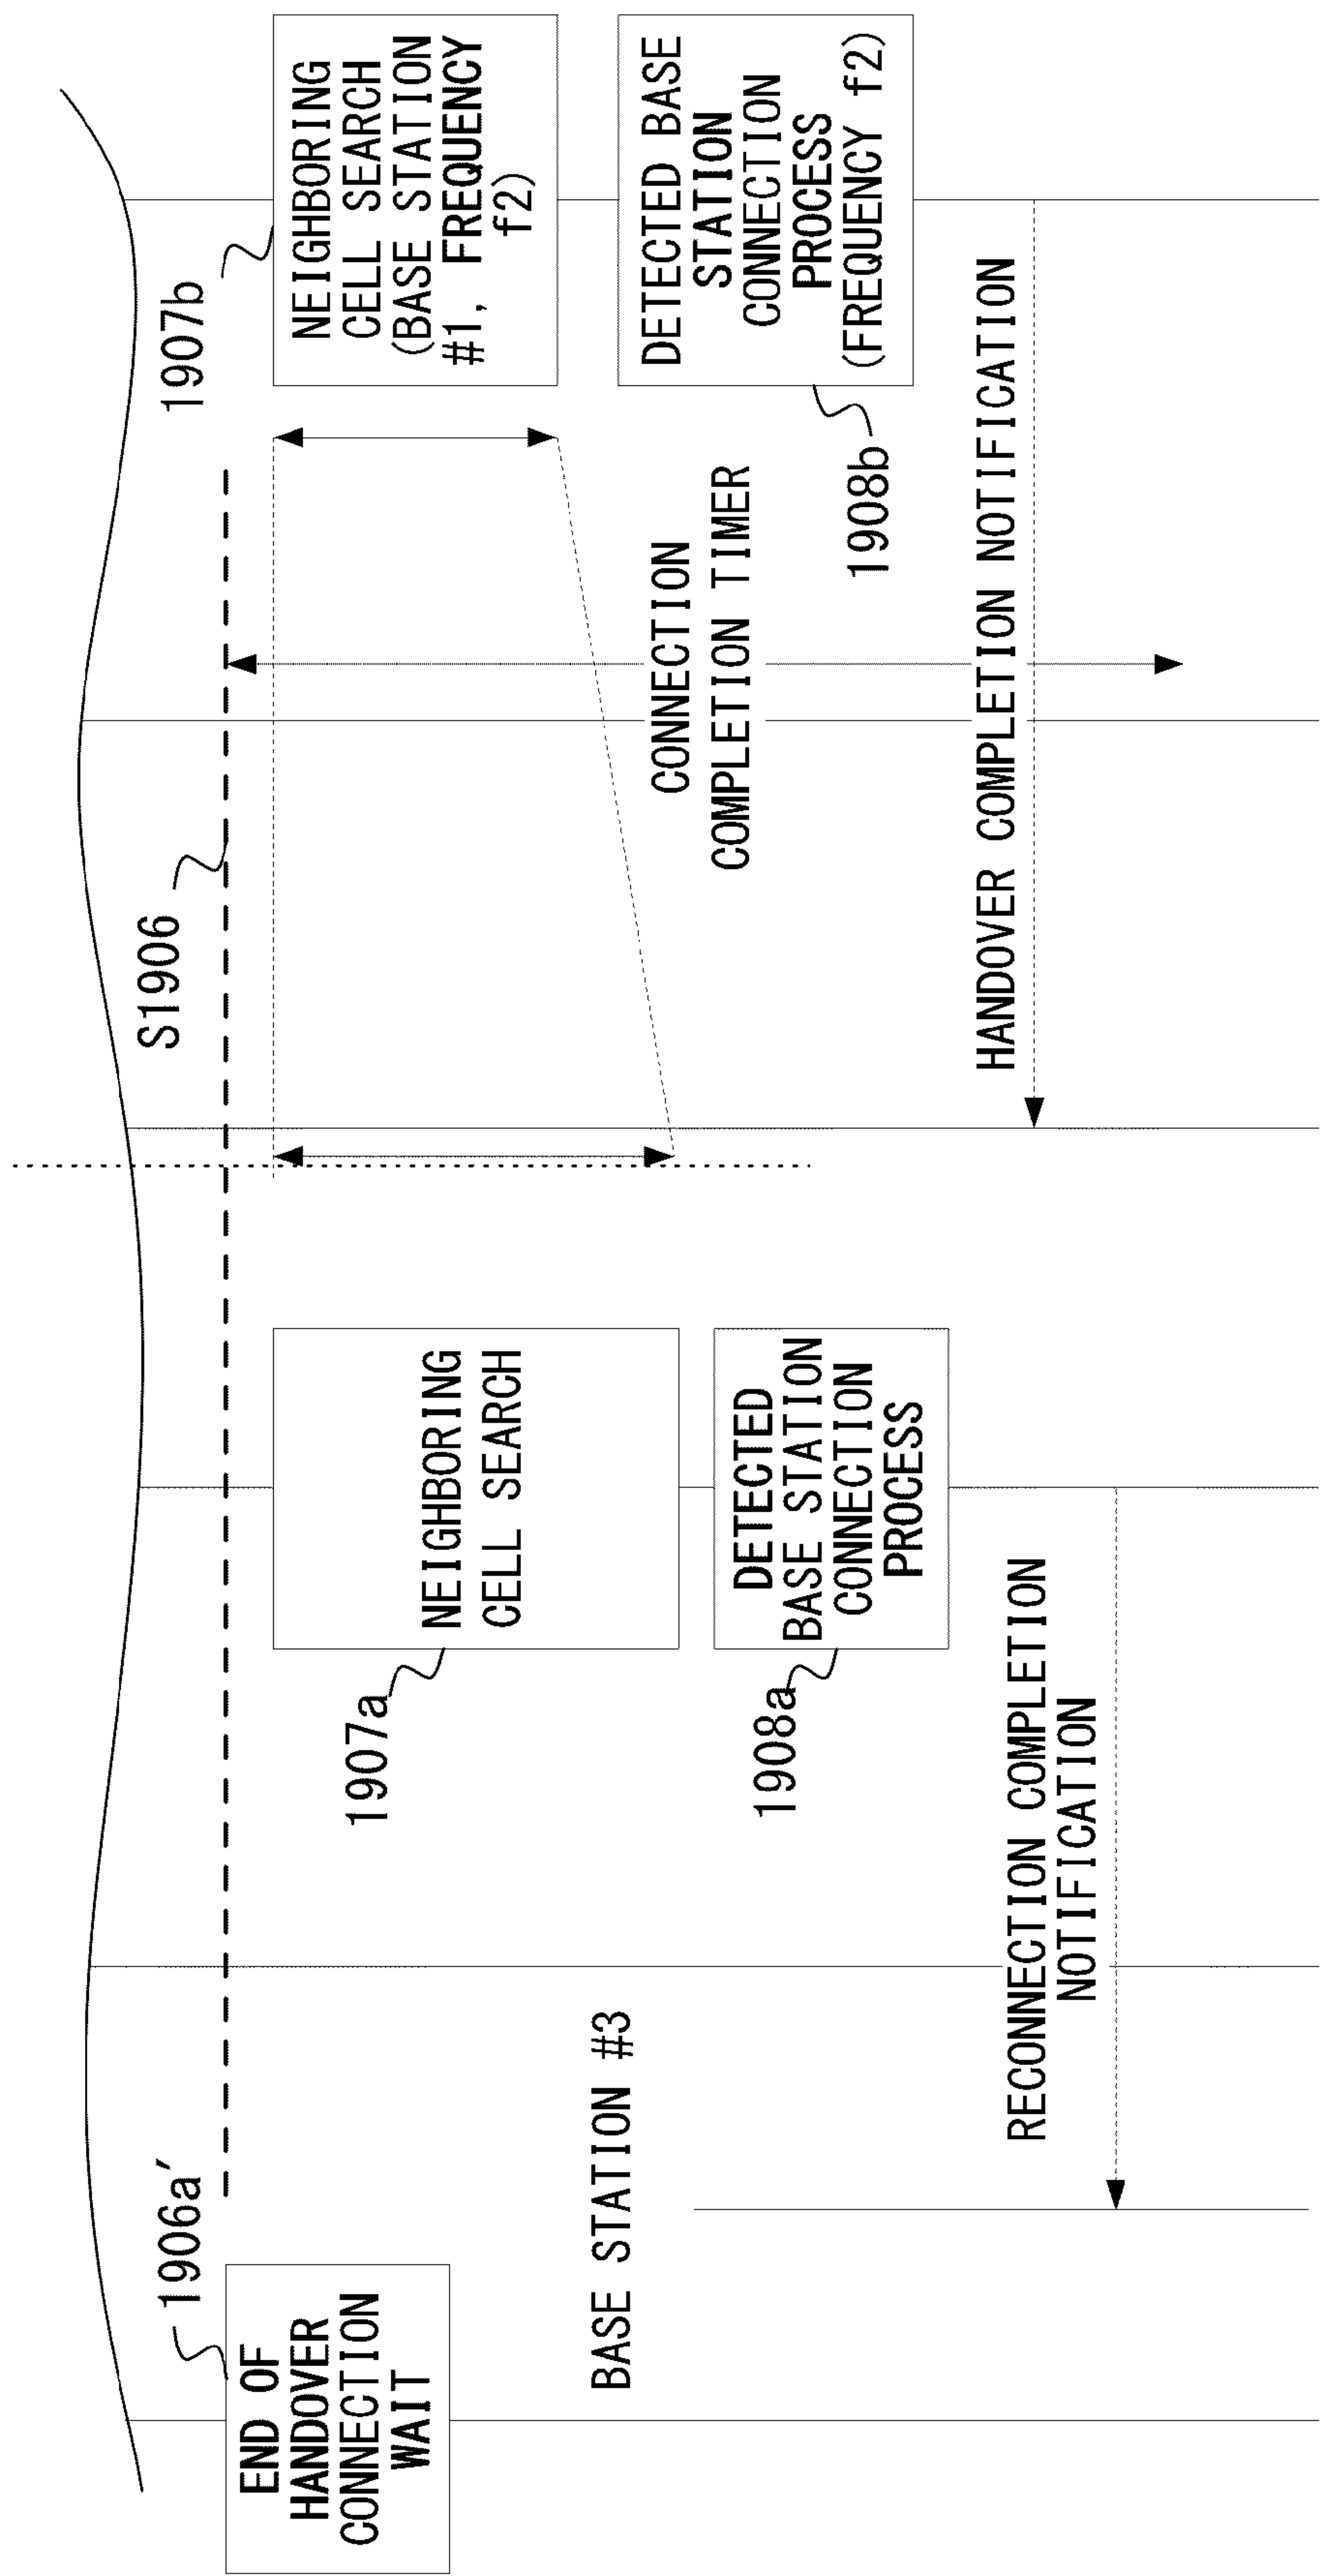 1906a′
END OF
HANDOVER
CONNECTION
WAIT
BASE STATION #3
RECONNECTION COMPLETION
NOTIFICATION
1907a
NEIGHBORING
CELL SEARCH
1908a
DETECTED
BASE STATION
CONNECTION
PROCESS
S1906
CONNECTION
COMPLETION TIMER
HANDOVER COMPLETION NOTIFICATION
1907b
NEIGHBORING
CELL SEARCH
(BASE STATION
#1, FREQUENCY
f2)
1908b
DETECTED BASE
STATION
CONNECTION
PROCESS
(FREQUENCY f2)